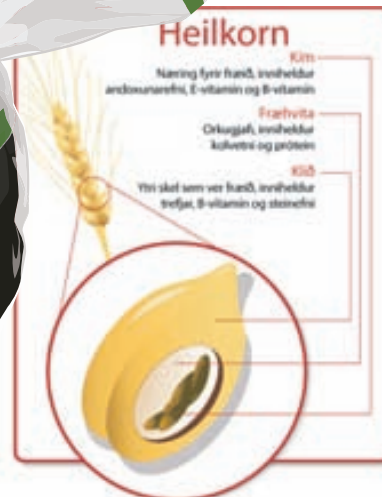 Heilkorn
Kím
Næring fyrir fræið, inniheldur
andoxunarefni, E-vítamín og B-vítamín
Fræhvíta
Orkugjafi, inniheldur
kolvetni og prótein
Klíð
Ytri skel sem ver fræið, inniheldur
trefjar, B-vítamín og steinefni